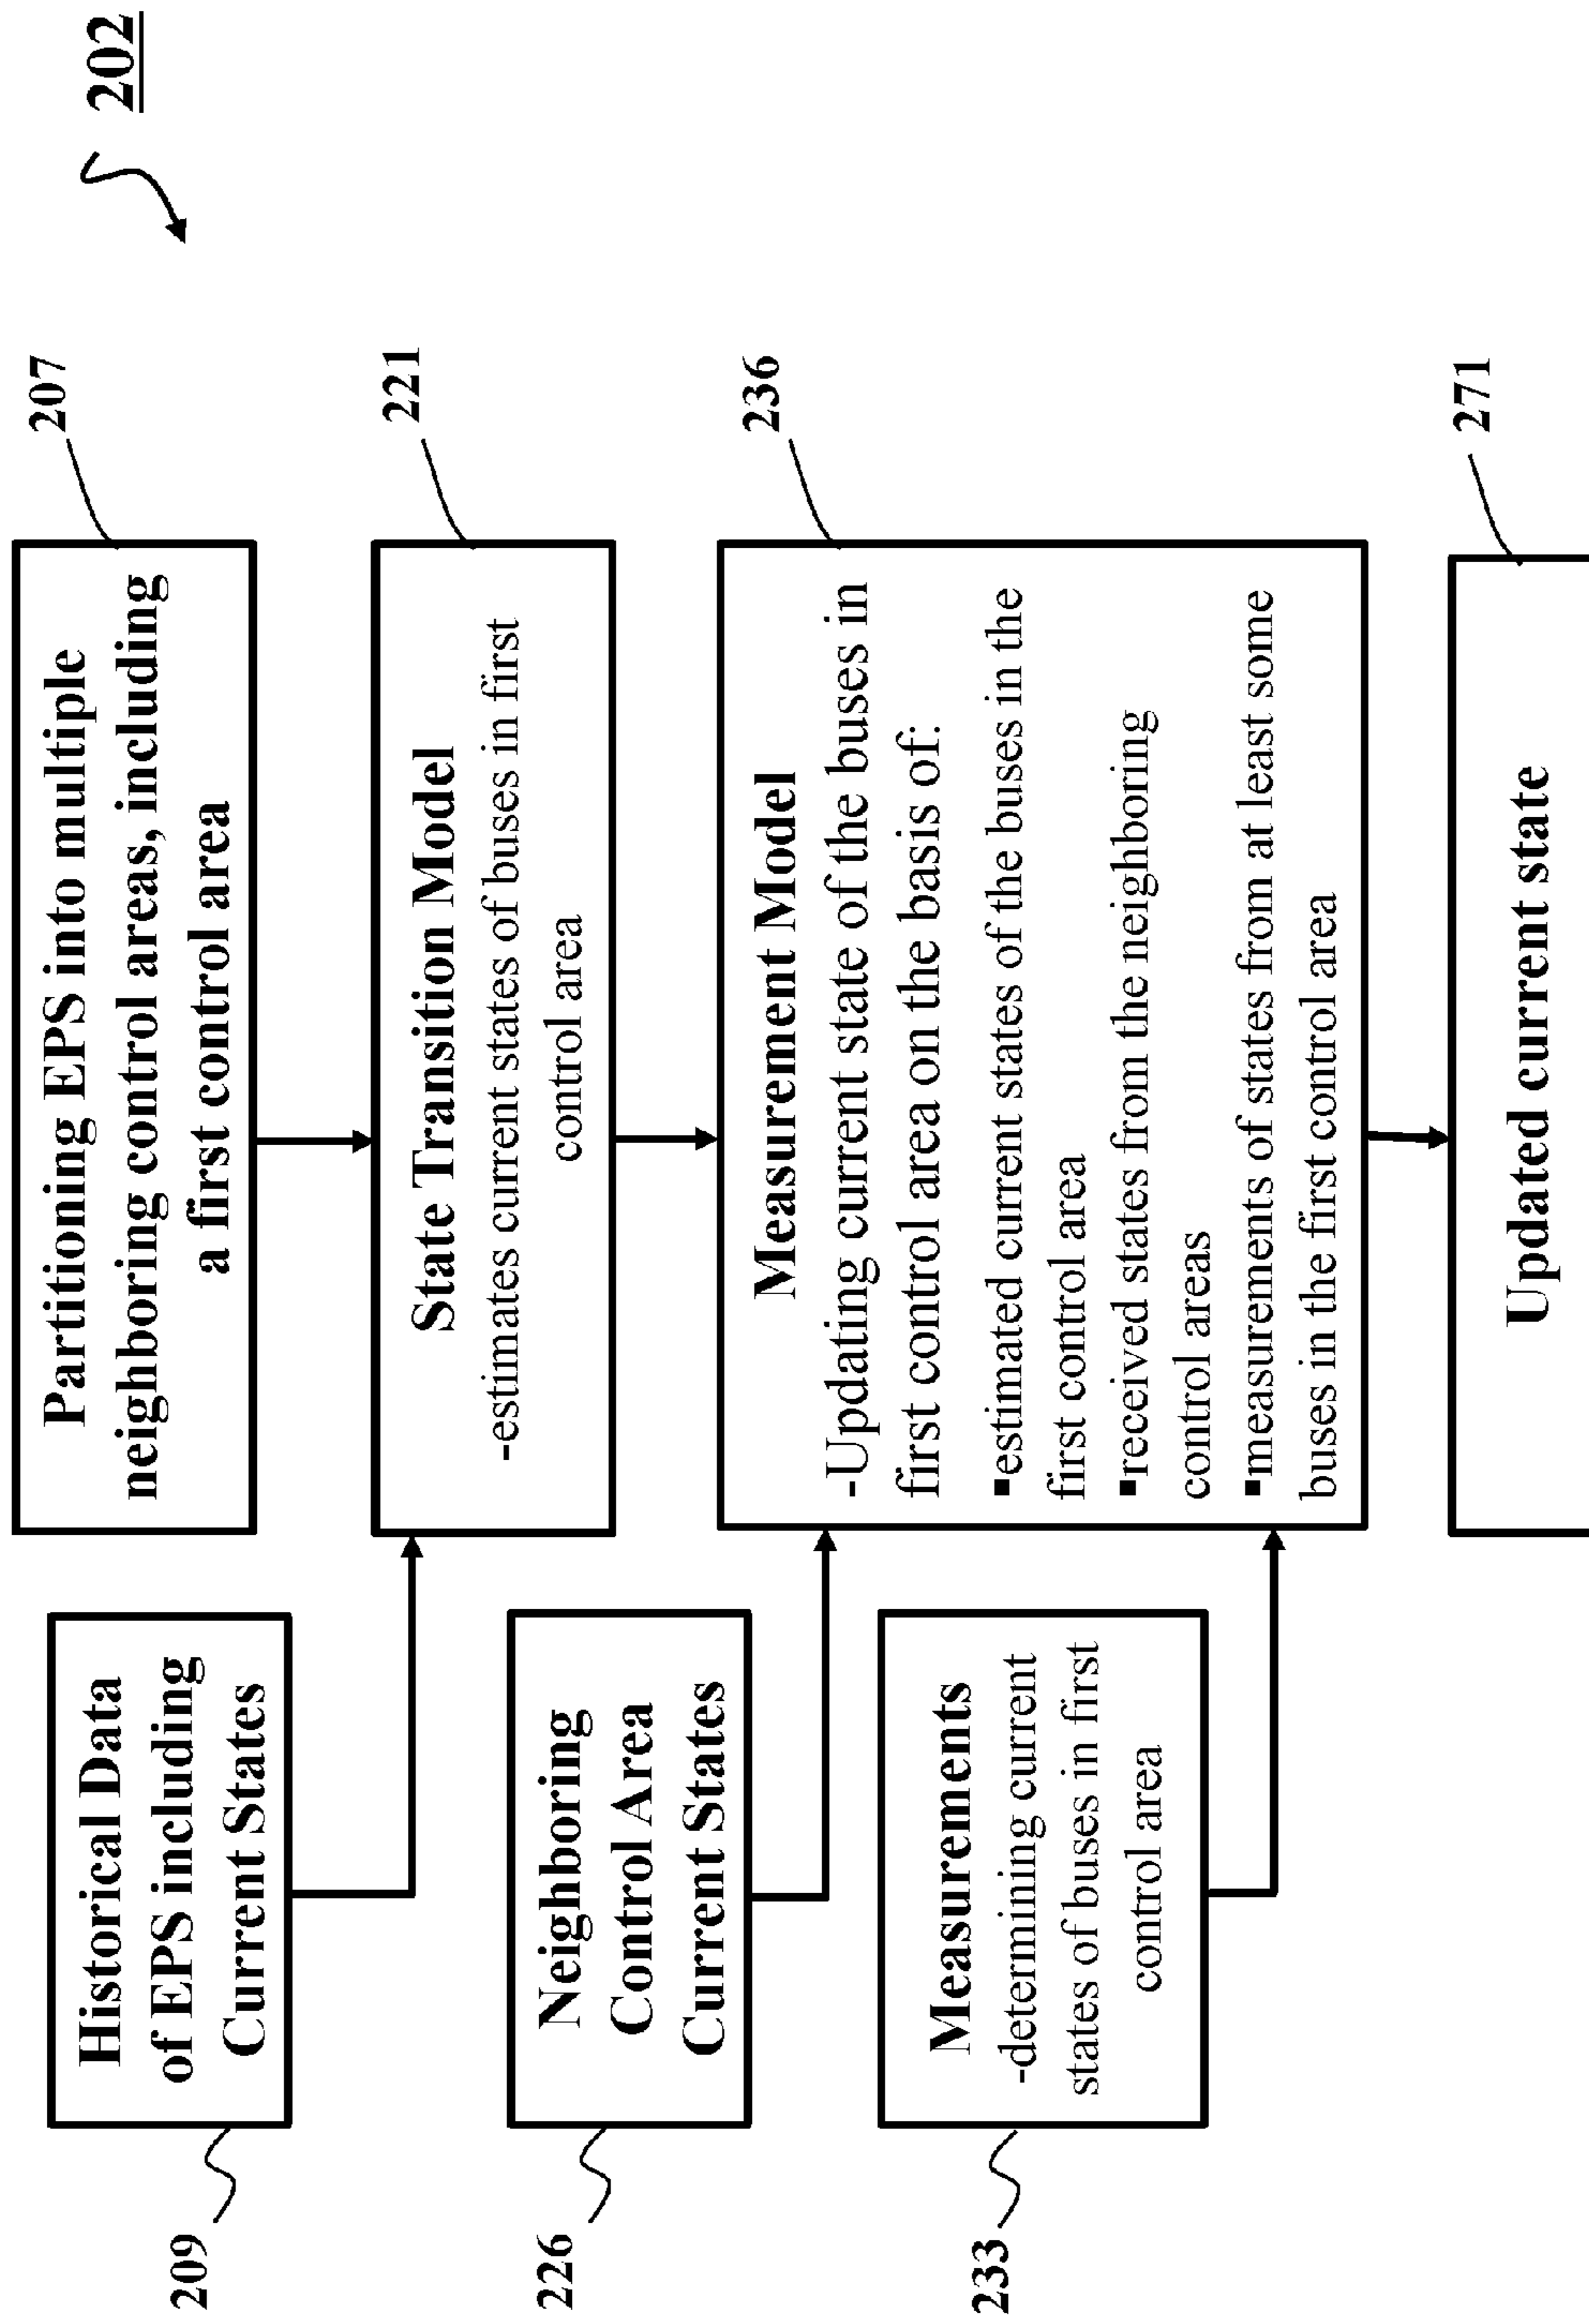 202
207
Partitioning EPS into multiple
neighboring control areas, including
a first control area
209
Historical Data
of EPS including
Current States
221
State Transition Model
-estimates current states of buses in first
control area
226
Neighboring
Control Area
Current States
236
Measurement Model
-Updating current state of the buses in
first control area on the basis of:
▪estimated current states of the buses in the
first control area
▪received states from the neighboring
control areas
▪measurements of states from at least some
buses in the first control area
233
Measurements
-determining current
states of buses in first
control area
271
Updated current state